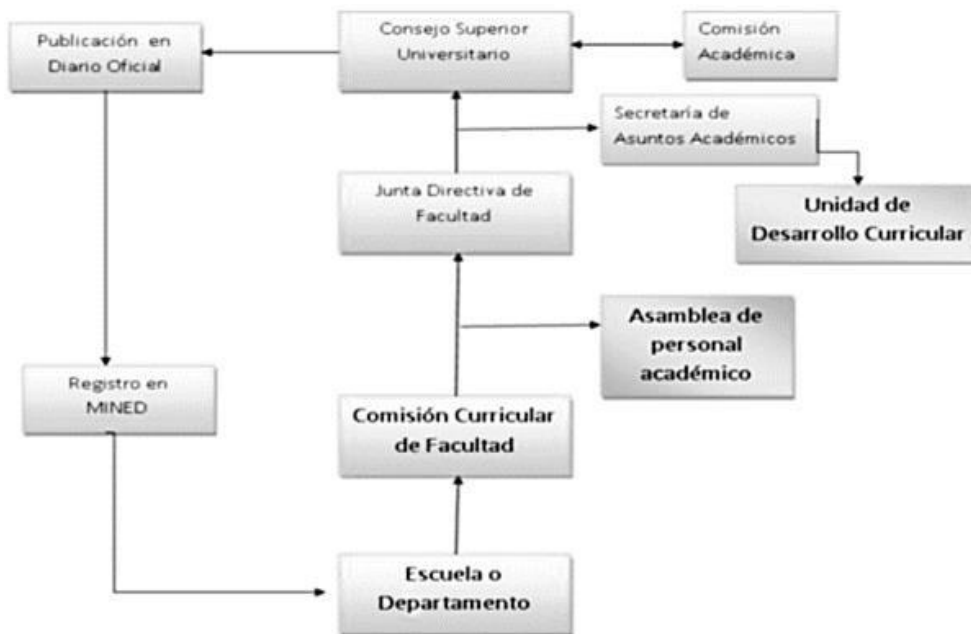 Publicación en
Diario Oficial
Consejo Superior
Universitario
Comisión
Académica
Secretaría de
Asuntos Académicos
Junta Directiva de
Facultad
Unidad de
Desarrollo Curricular
Asamblea de
personal
académico
Registro en
MINED
Comisión Curricular
de Facultad
Escuela o
Departamento